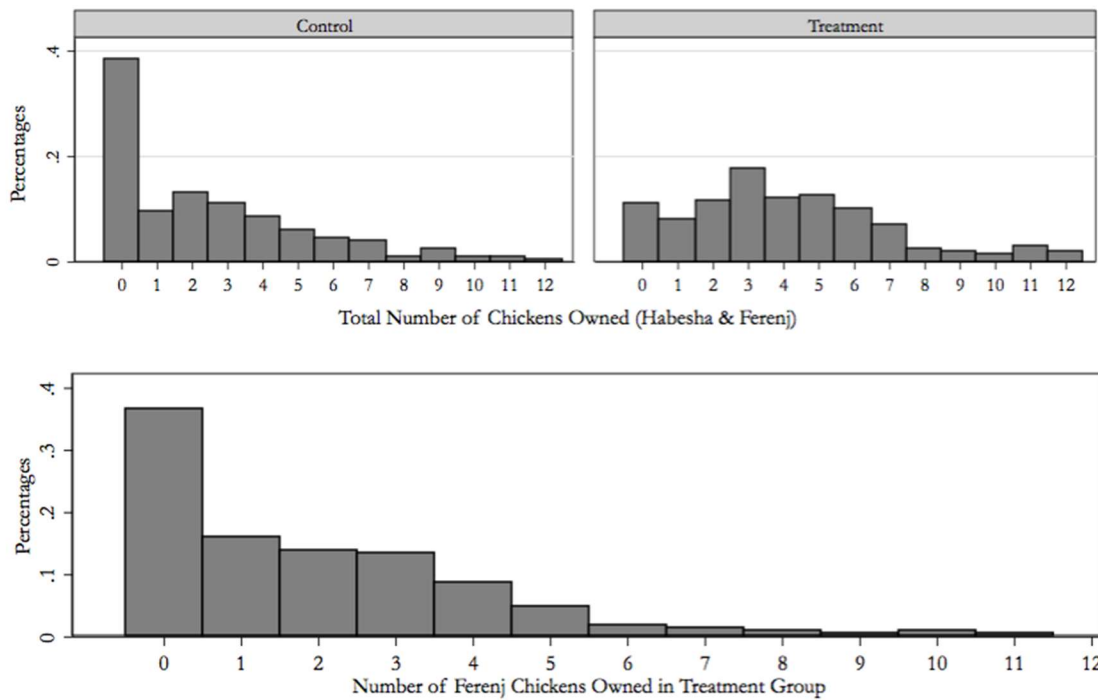 Control Treatment
Percentages
.4
.2
0
0 1 2 3 4 5 6 7 8 9 10 11 12 0 1 2 3 4 5 6 7 8 9 10 11 12
Total Number of Chickens Owned (Habesha & Ferenj)
Percentages
.4
.3
.2
.1
0
0 1 2 3 4 5 6 7 8 9 10 11 12
Number of Ferenj Chickens Owned in Treatment Group